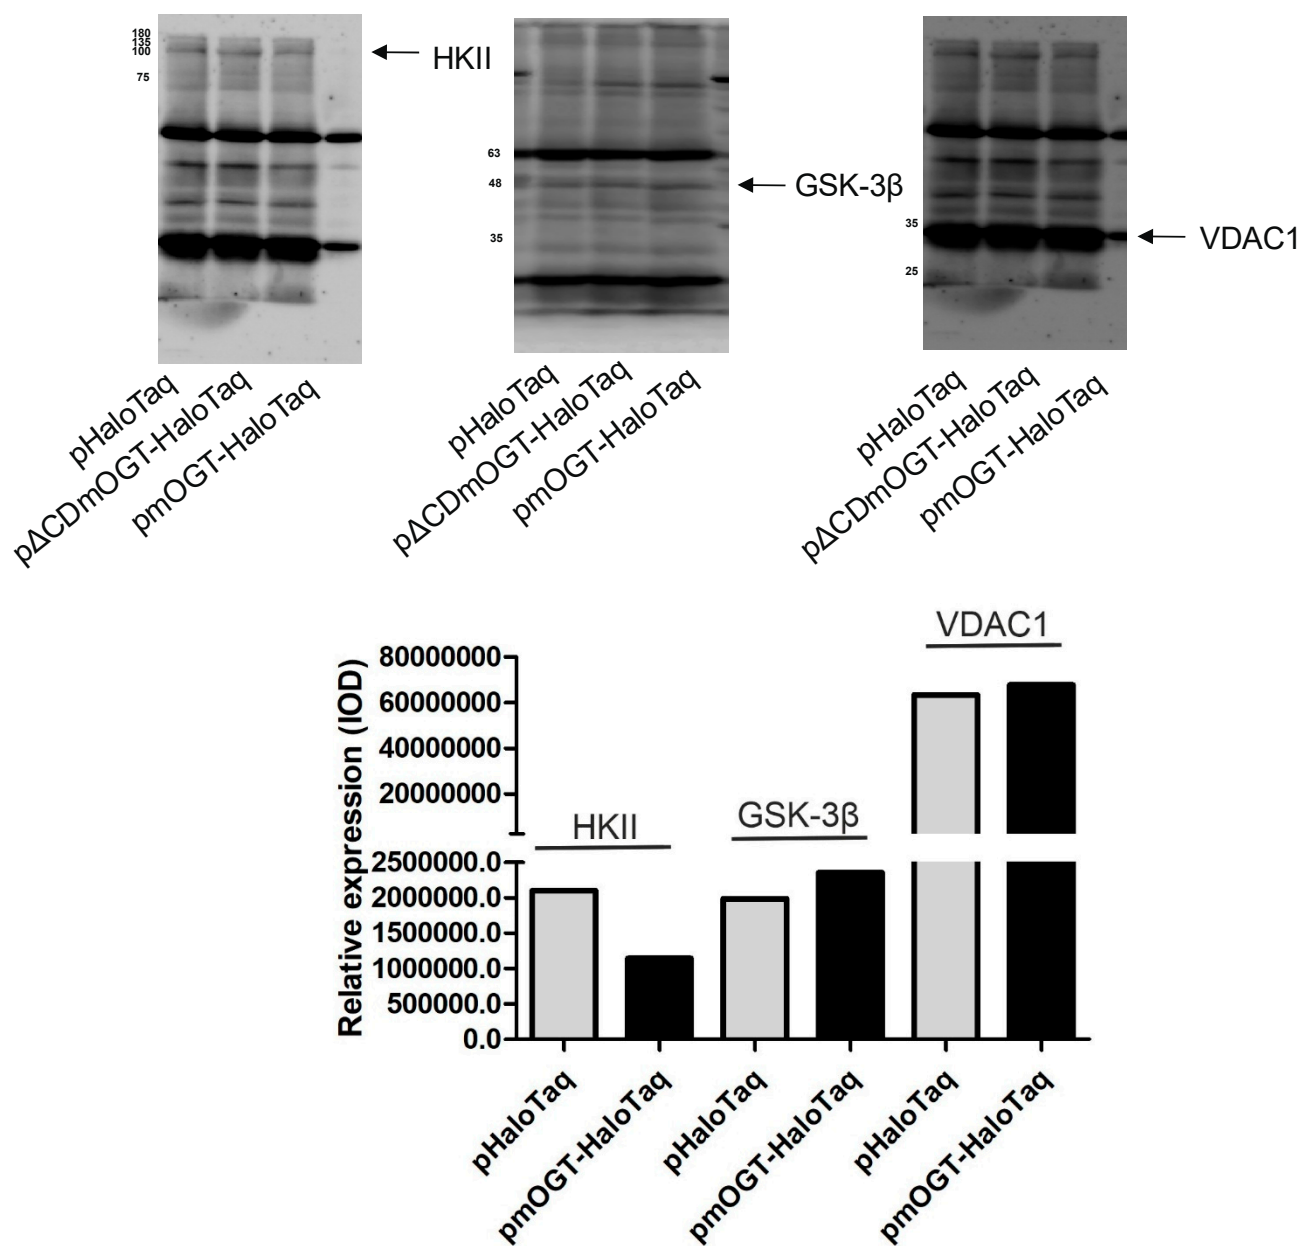 180
135
100
75
HKII
63
48
35
GSK-3β
35
25
VDAC1
pHaloTaq
pΔCDmOGT-HaloTaq
pmOGT-HaloTaq
pHaloTaq
pΔCDmOGT-HaloTaq
pmOGT-HaloTaq
pHaloTaq
pΔCDmOGT-HaloTaq
pmOGT-HaloTaq
Relative expression (IOD)
80000000
60000000
40000000
20000000
2500000.0
2000000.0
1500000.0
1000000.0
500000.0
0.0
HKII
GSK-3β
VDAC1
pHaloTaq
pmOGT-HaloTaq
pHaloTaq
pmOGT-HaloTaq
pHaloTaq
pmOGT-HaloTaq